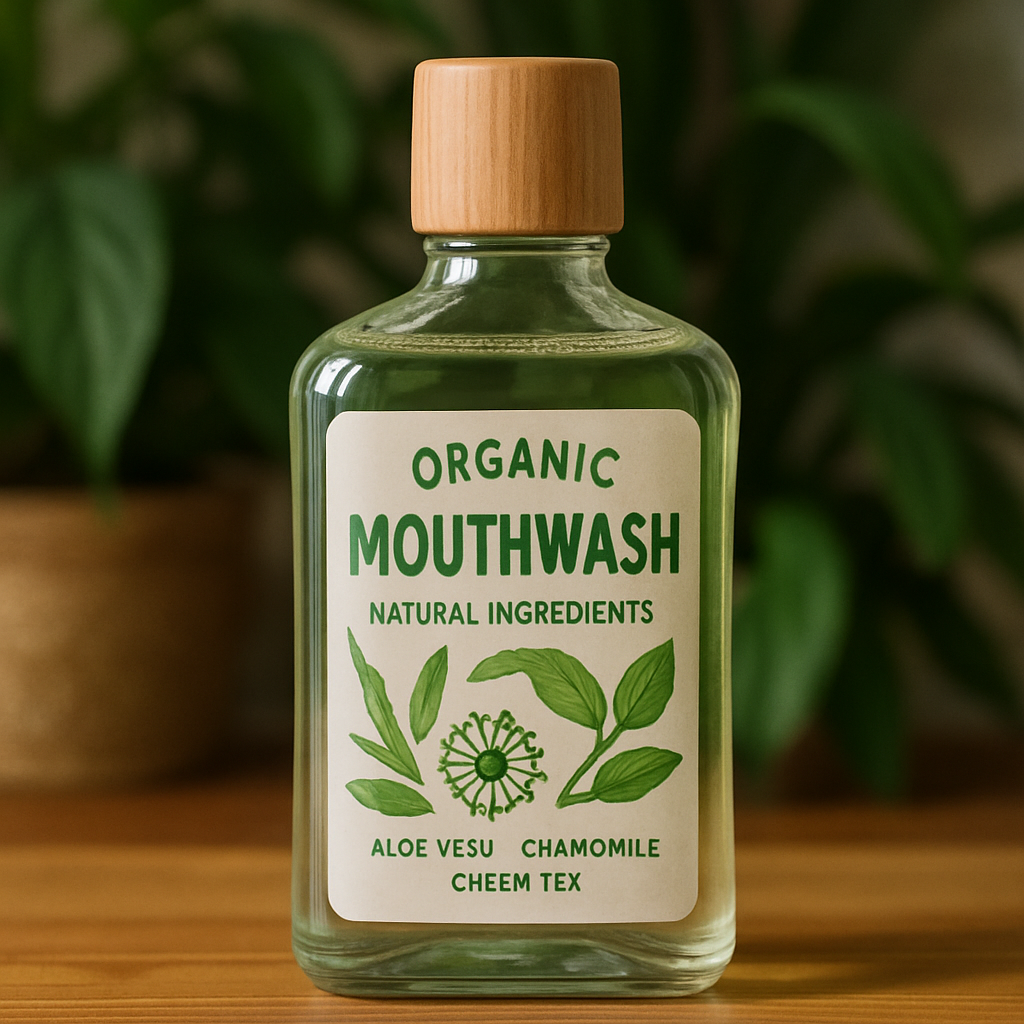 ORGANIC
MOUTHWASH
NATURAL INGREDIENTS
ALOE VESU CHAMOMILE
CHEEM TEX